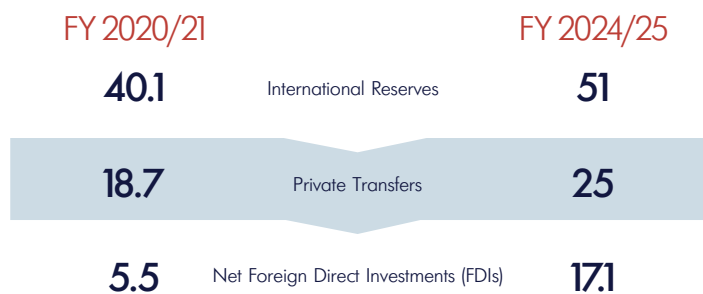 FY 2020/21 FY 2024/25
40.1 International Reserves 51
18.7 Private Transfers 25
5.5 Net Foreign Direct Investments (FDIs) 17.1